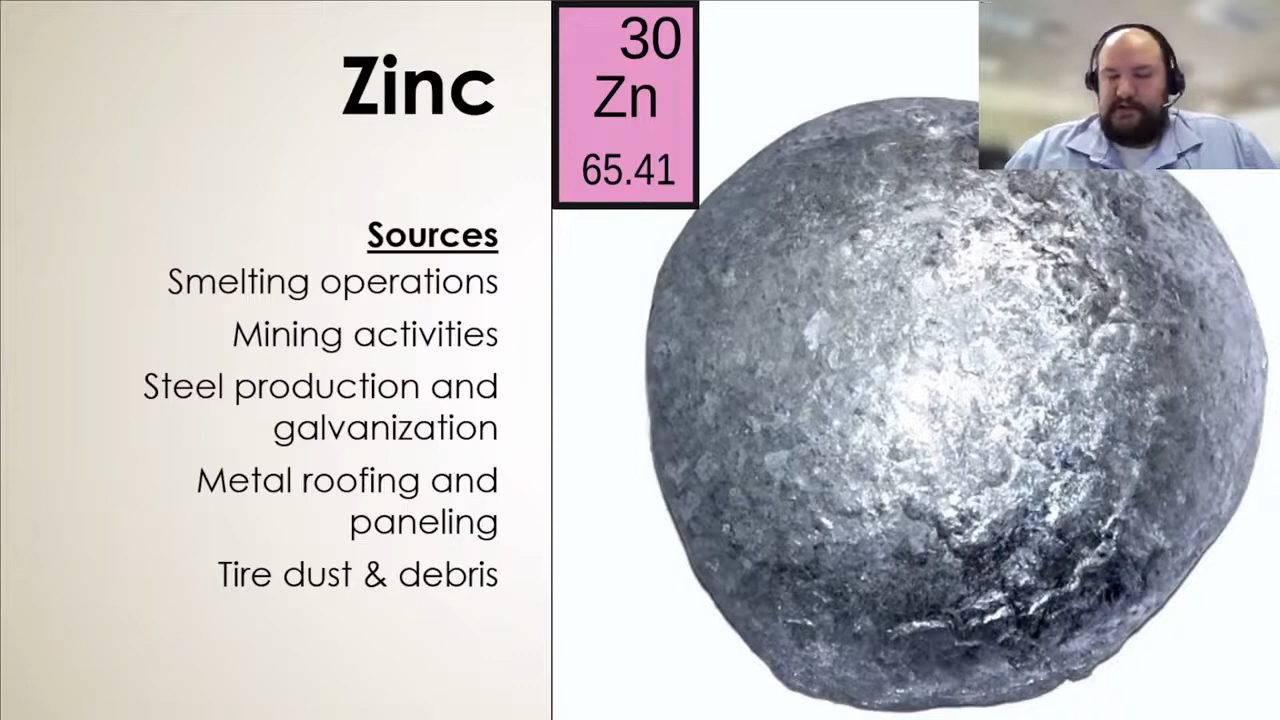 Zinc
30
Zn
65.41
Sources
Smelting operations
Mining activities
Steel production and
galvanization
Metal roofing and
paneling
Tire dust & debris